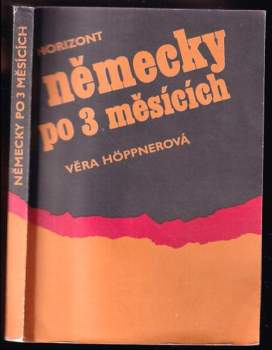 NĚMECKY PO 3 MĚSÍCÍCH
HORIZONT
německy
po 3 měsících
VĚRA HÖPPNEROVÁ